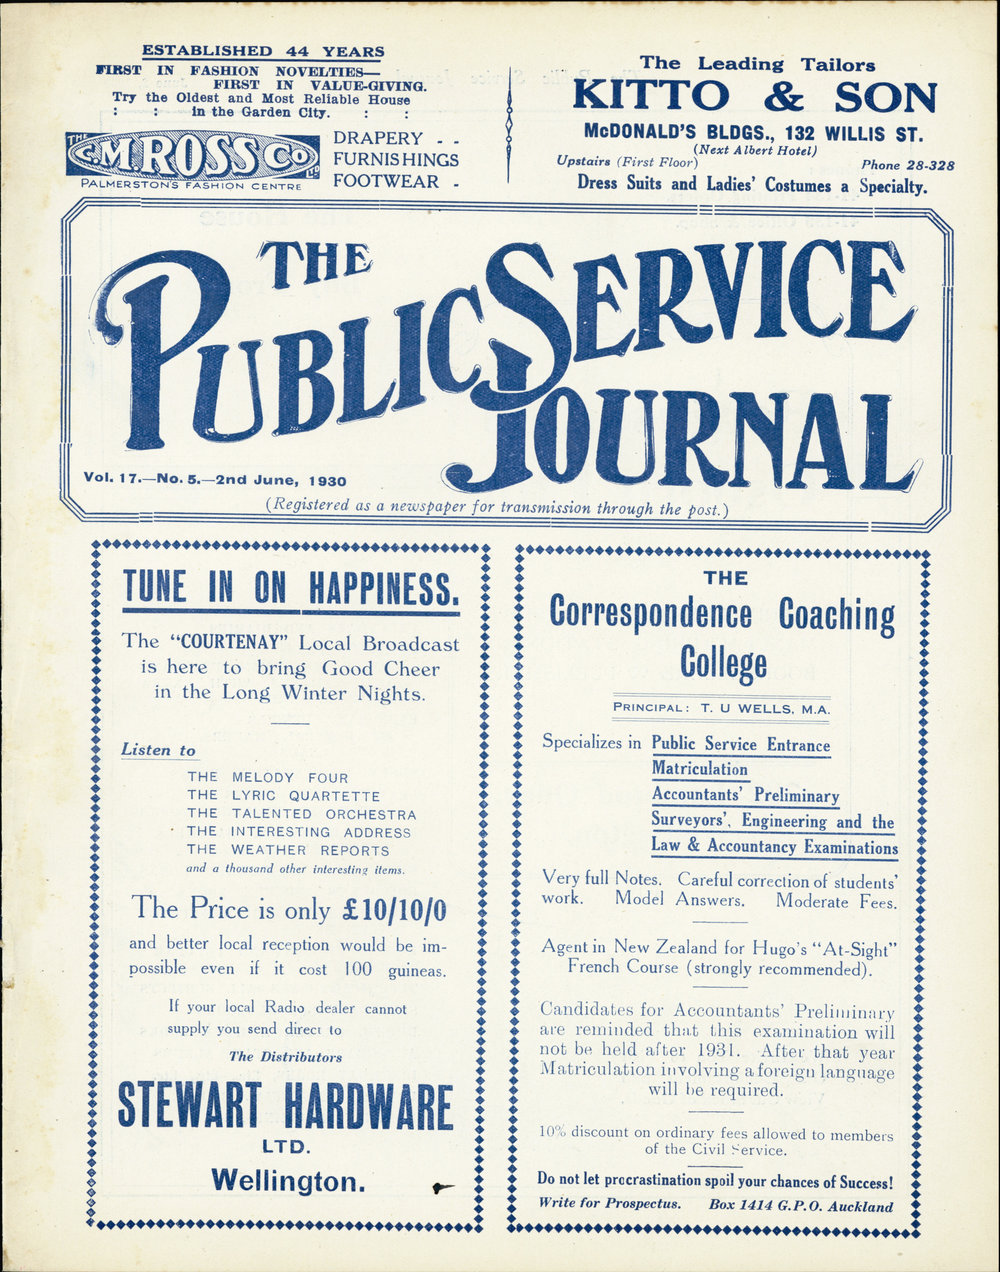 ESTABLISHED 44 YEARS
FIRST IN FASHION NOVELTIES—
FIRST IN VALUE-GIVING.
Try the Oldest and Most Reliable House
: : in the Garden City. : :
THE C.M. ROSS CO LTD
PALMERSTON'S FASHION CENTRE
DRAPERY - -
FURNISHINGS
FOOTWEAR -
The Leading Tailors
KITTO & SON
McDONALD'S BLDGS., 132 WILLIS ST.
(Next Albert Hotel)
Upstairs (First Floor) Phone 28-328
Dress Suits and Ladies' Costumes a Specialty.
THE
PUBLIC SERVICE
JOURNAL
Vol. 17.—No. 5.—2nd June, 1930
(Registered as a newspaper for transmission through the post.)
TUNE IN ON HAPPINESS.
The "COURTENAY" Local Broadcast
is here to bring Good Cheer
in the Long Winter Nights.
Listen to
THE MELODY FOUR
THE LYRIC QUARTETTE
THE TALENTED ORCHESTRA
THE INTERESTING ADDRESS
THE WEATHER REPORTS
and a thousand other interesting items.
The Price is only £10/10/0
and better local reception would be im-
possible even if it cost 100 guineas.
If your local Radio dealer cannot
supply you send direct to
The Distributors
STEWART HARDWARE
LTD.
Wellington.
THE
Correspondence Coaching
College
PRINCIPAL: T. U WELLS, M.A.
Specializes in Public Service Entrance
Matriculation
Accountants' Preliminary
Surveyors', Engineering and the
Law & Accountancy Examinations
Very full Notes. Careful correction of students'
work. Model Answers. Moderate Fees.
Agent in New Zealand for Hugo's "At-Sight"
French Course (strongly recommended).
Candidates for Accountants' Preliminary
are reminded that this examination will
not be held after 1931. After that year
Matriculation involving a foreign language
will be required.
10% discount on ordinary fees allowed to members
of the Civil Service.
Do not let procrastination spoil your chances of Success!
Write for Prospectus. Box 1414 G.P.O. Auckland